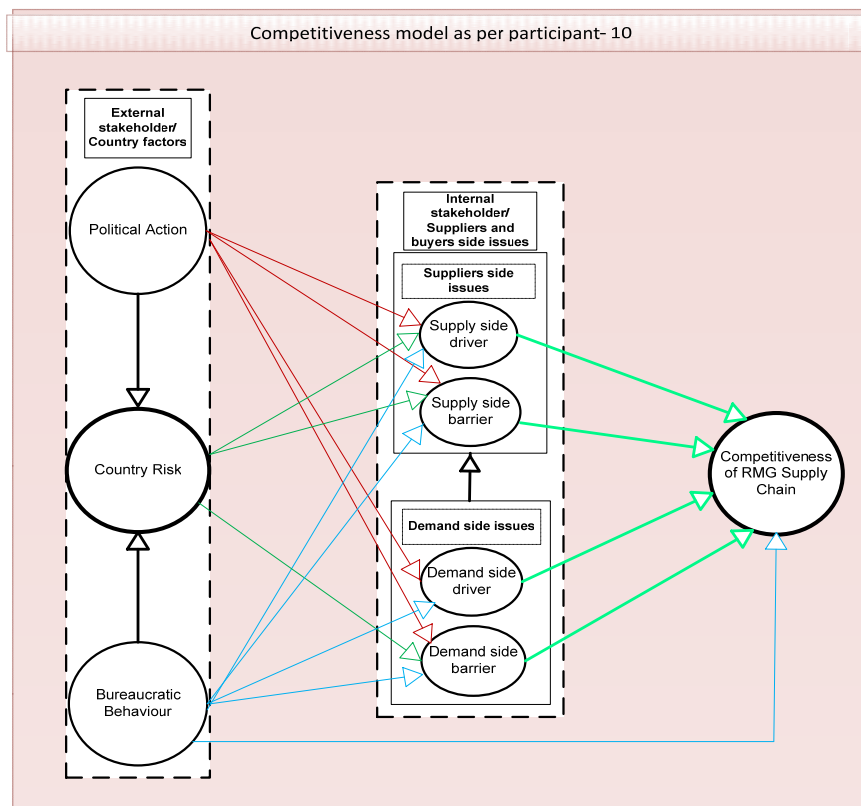 Competitiveness model as per participant- 10
External
stakeholder/
Country factors
Political Action
Country Risk
Bureaucratic
Behaviour
Internal
stakeholder/
Suppliers and
buyers side issues
Suppliers side
issues
Supply side
driver
Supply side
barrier
Demand side issues
Demand side
driver
Demand side
barrier
Competitiveness
of RMG Supply
Chain